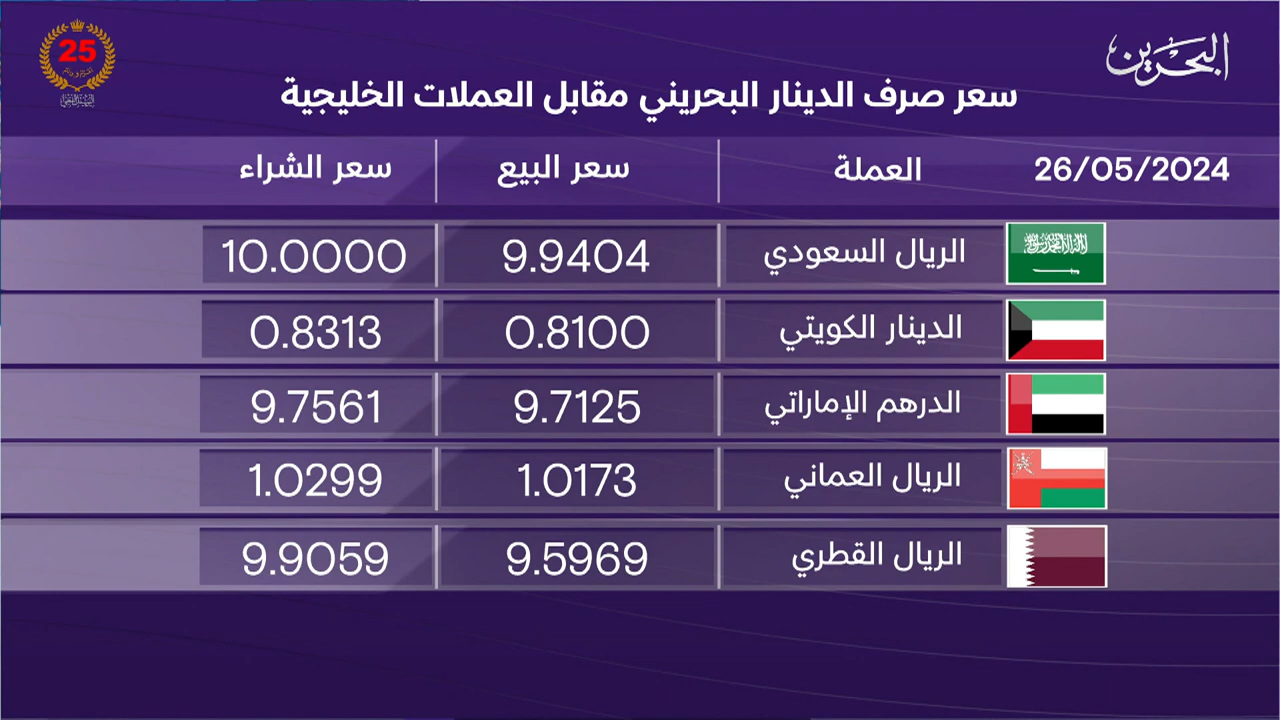 البحرين
25
سعر صرف الدينار البحريني مقابل العملات الخليجية
26/05/2024 العملة سعر البيع سعر الشراء
الريال السعودي 9.9404 10.0000
الدينار الكويتي 0.8100 0.8313
الدرهم الإماراتي 9.7125 9.7561
الريال العماني 1.0173 1.0299
الريال القطري 9.5969 9.9059